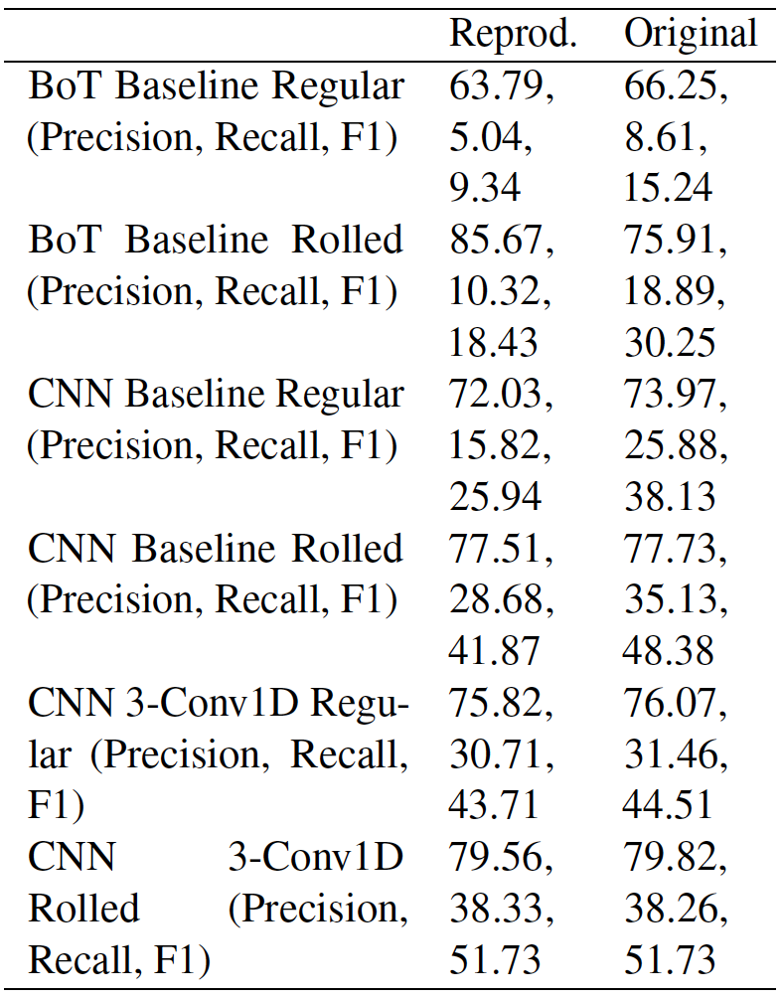 Reprod. Original
BoT Baseline Regular 63.79, 66.25,
(Precision, Recall, F1) 5.04, 8.61,
9.34 15.24
BoT Baseline Rolled 85.67, 75.91,
(Precision, Recall, F1) 10.32, 18.89,
18.43 30.25
CNN Baseline Regular 72.03, 73.97,
(Precision, Recall, F1) 15.82, 25.88,
25.94 38.13
CNN Baseline Rolled 77.51, 77.73,
(Precision, Recall, F1) 28.68, 35.13,
41.87 48.38
CNN 3-Conv1D Regu- 75.82, 76.07,
lar (Precision, Recall, 30.71, 31.46,
F1) 43.71 44.51
CNN 3-Conv1D 79.56, 79.82,
Rolled (Precision, 38.33, 38.26,
Recall, F1) 51.73 51.73